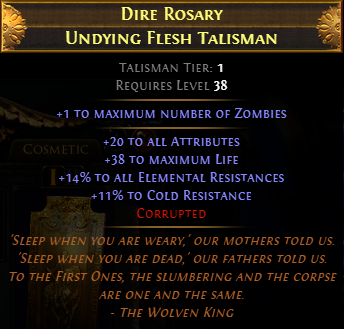 Dire Rosary
Undying Flesh Talisman
Talisman Tier: 1
Requires Level 38
+1 to maximum number of Zombies
+20 to all Attributes
+38 to maximum Life
+14% to all Elemental Resistances
+11% to Cold Resistance
Corrupted
'Sleep when you are weary,' our mothers told us.
'Sleep when you are dead,' our fathers told us.
To the First Ones, the slumbering and the corpse
are one and the same.
- The Wolven King
Cosmetic